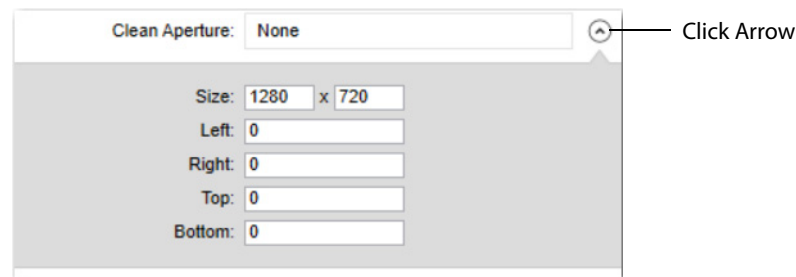 Clean Aperture: None Click Arrow
Size: 1280 x 720
Left: 0
Right: 0
Top: 0
Bottom: 0